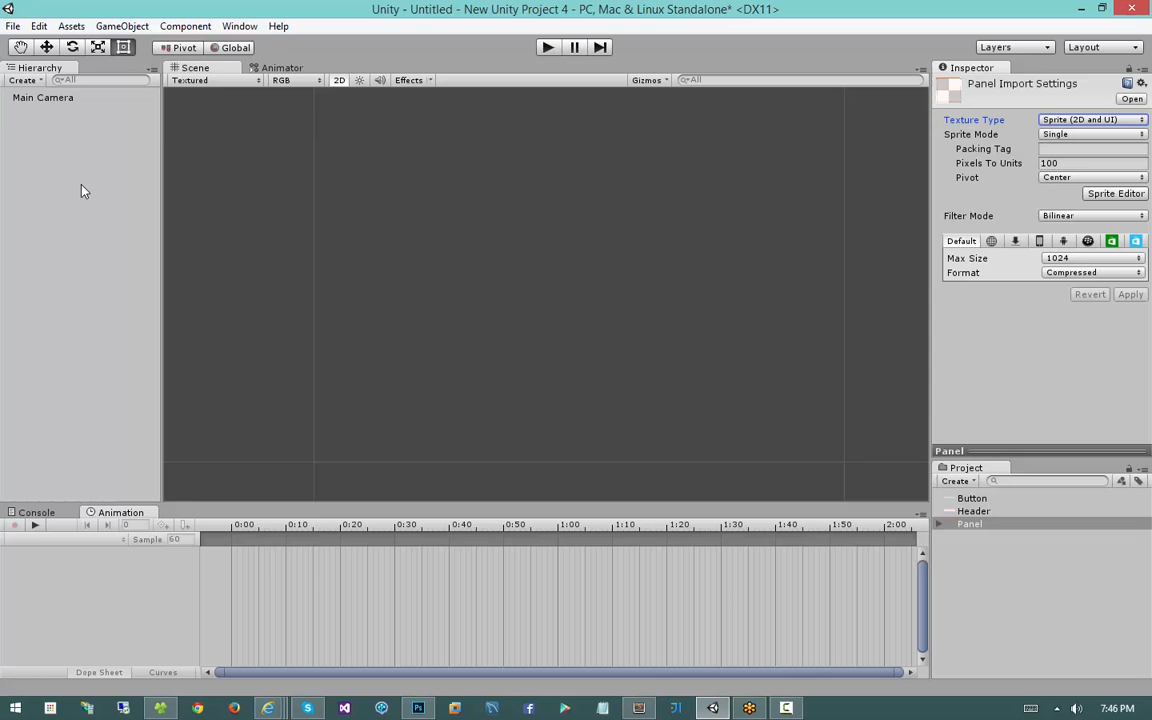 Unity - Untitled - New Unity Project 4 - PC, Mac & Linux Standalone* <DX11>
File Edit Assets GameObject Component Window Help
Pivot Global Layers Layout
Hierarchy Scene Animator Inspector
Create All Textured RGB 2D Effects Gizmos All
Panel Import Settings
Main Camera
Open
Texture Type Sprite (2D and UI)
Sprite Mode Single
Packing Tag
Pixels To Units 100
Pivot Center
Sprite Editor
Filter Mode Bilinear
Default
Max Size 1024
Format Compressed
Revert Apply
Panel
Project
Create
Button
Header
Panel
Console Animation
0 0:00 0:10 0:20 0:30 0:40 0:50 1:00 1:10 1:20 1:30 1:40 1:50 2:00
Sample 60
Dope Sheet Curves
7:46 PM